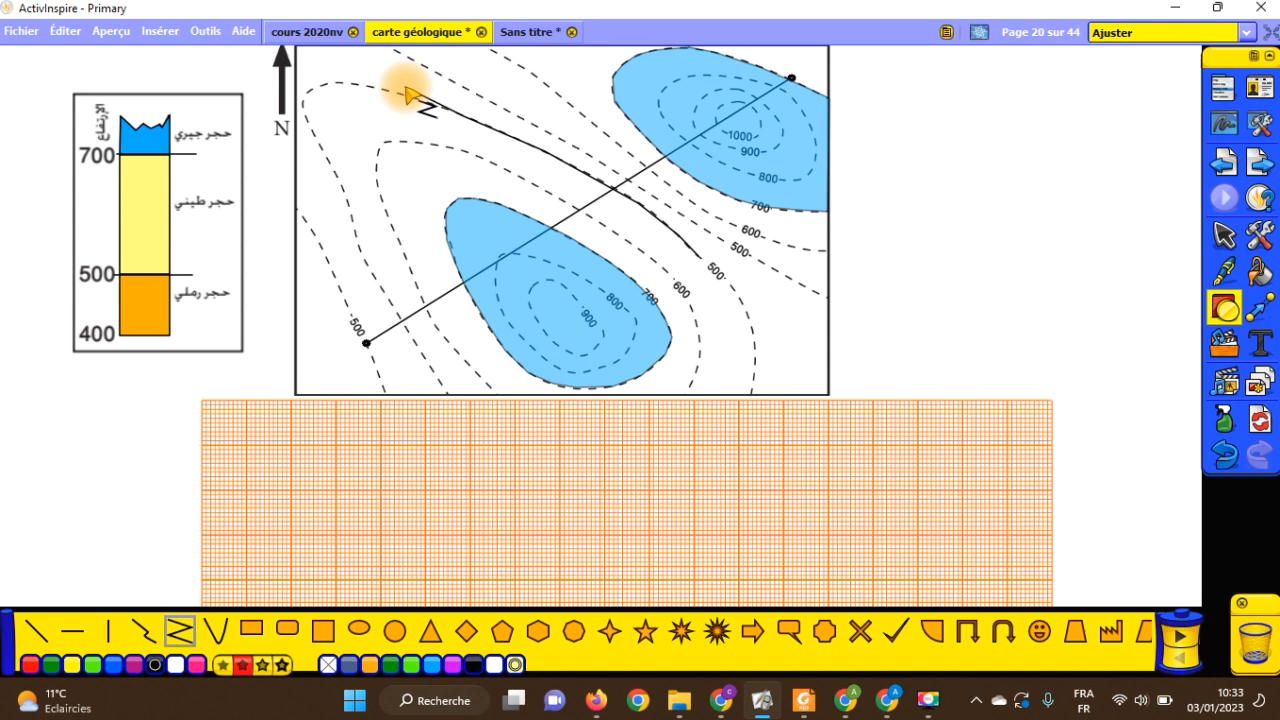 ActivInspire - Primary
Fichier Éditer Aperçu Insérer Outils Aide
cours 2020nv carte géologique * Sans titre *
Page 20 sur 44 Ajuster
الإرتفاع
حجر جيري
700
حجر طيني
500
حجر رملي
400
N
N
1000
900
800
700
600
500
500
600
700
800
900
500
11°C
Eclaircies
Recherche
FRA
FR
10:33
03/01/2023